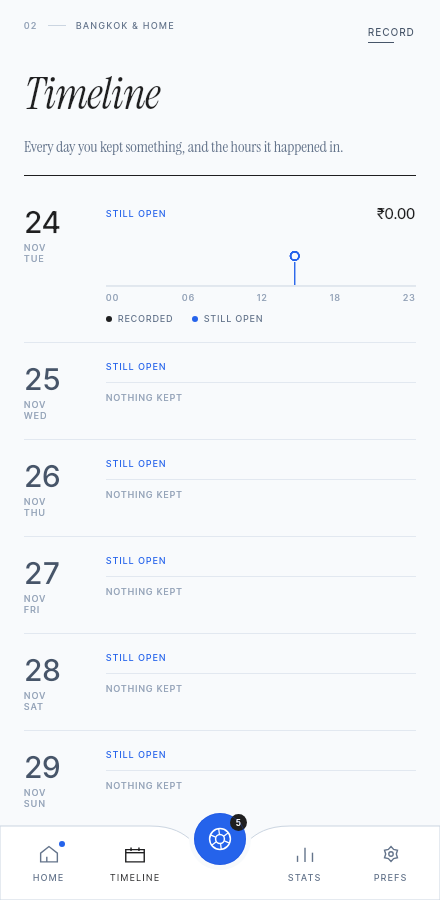 02 BANGKOK & HOME
RECORD
Timeline
Every day you kept something, and the hours it happened in.
24
NOV
TUE
STILL OPEN
₹0.00
00 06 12 18 23
RECORDED STILL OPEN
25
NOV
WED
STILL OPEN
NOTHING KEPT
26
NOV
THU
STILL OPEN
NOTHING KEPT
27
NOV
FRI
STILL OPEN
NOTHING KEPT
28
NOV
SAT
STILL OPEN
NOTHING KEPT
29
NOV
SUN
STILL OPEN
NOTHING KEPT
5
HOME TIMELINE STATS PREFS